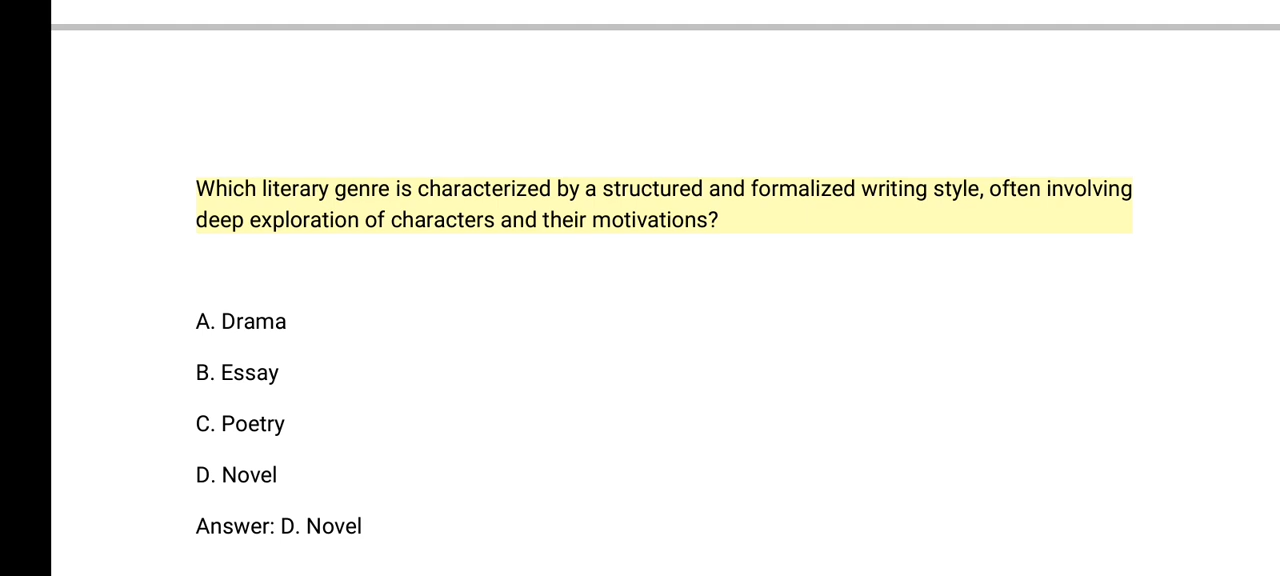 Which literary genre is characterized by a structured and formalized writing style, often involving
deep exploration of characters and their motivations?
A. Drama
B. Essay
C. Poetry
D. Novel
Answer: D. Novel